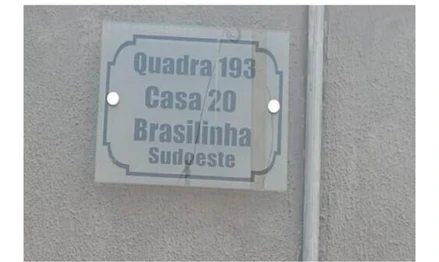 Quadra 193
Casa 20
Brasilinha
Sudoeste